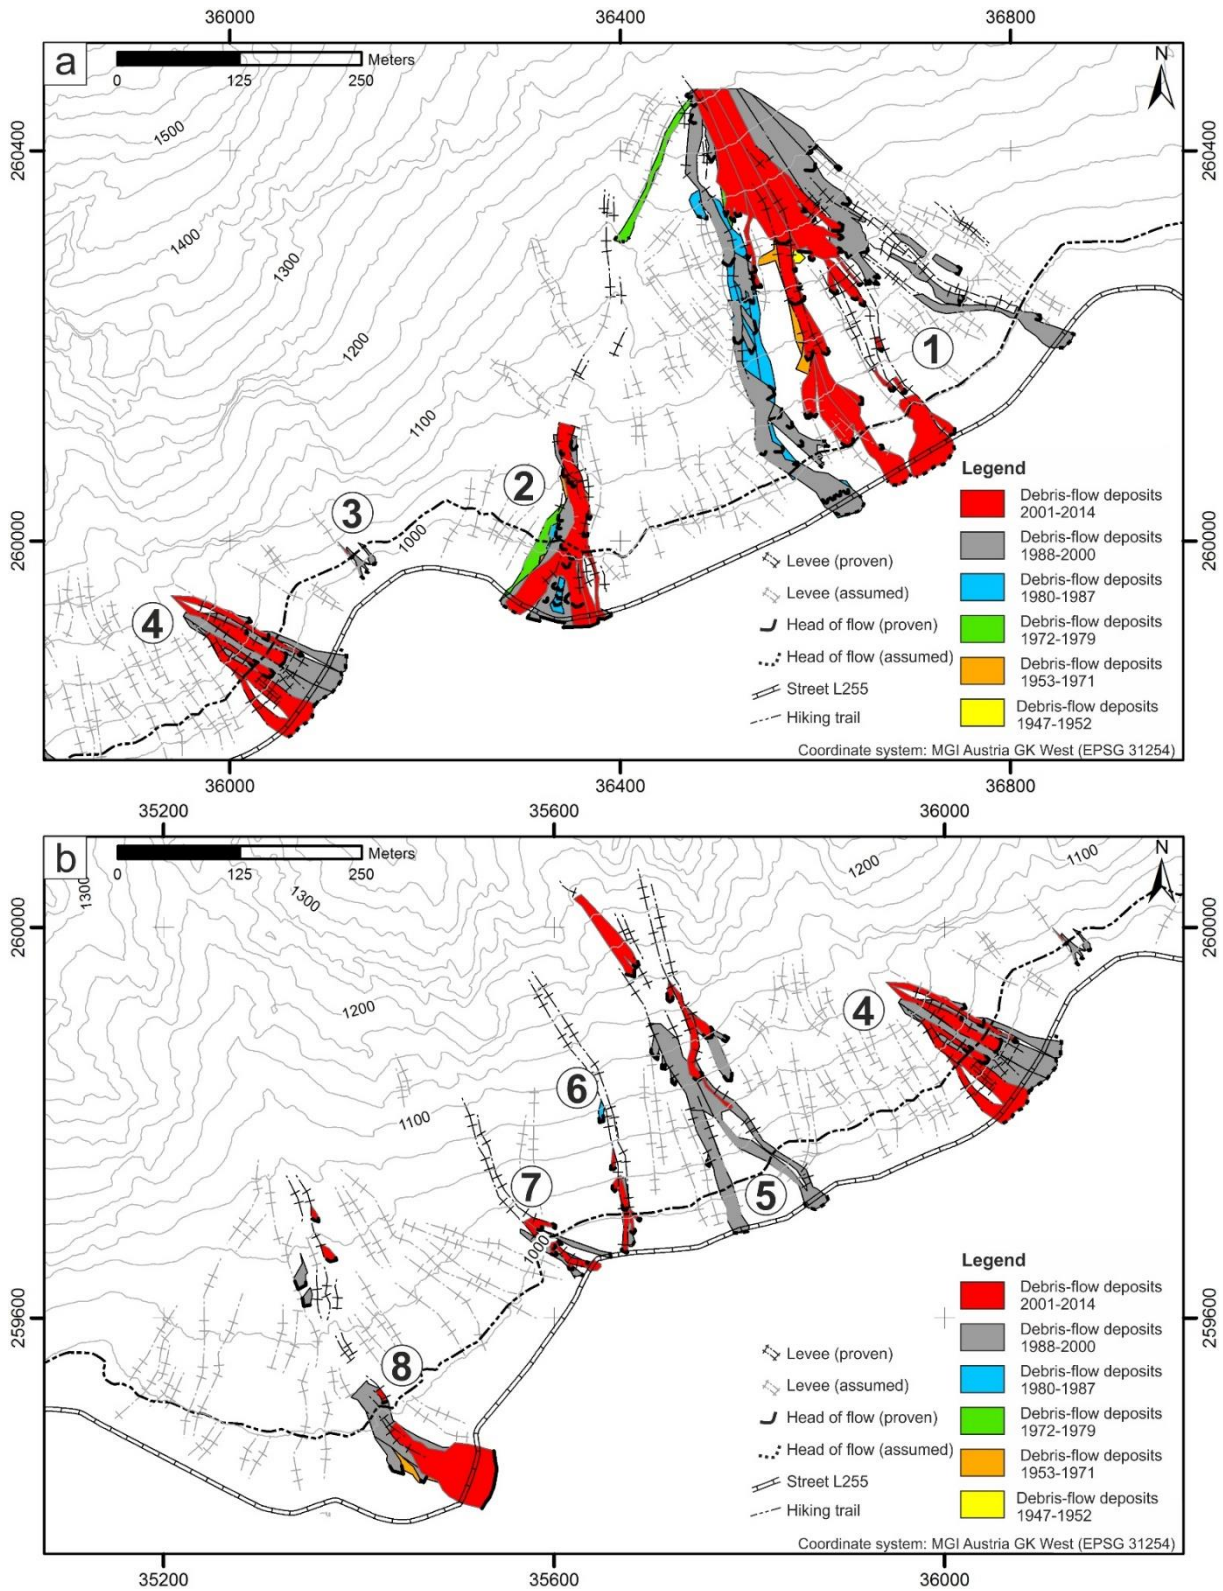 36000 36400 36800
a
Meters
0 125 250
N
1500
1400
1300
1200
1100
1000
260400 260400
260000 260000
1
2
3
4
Legend
Debris-flow deposits
2001-2014
Debris-flow deposits
1988-2000
Debris-flow deposits
1980-1987
Debris-flow deposits
1972-1979
Debris-flow deposits
1953-1971
Debris-flow deposits
1947-1952
Levee (proven)
Levee (assumed)
Head of flow (proven)
Head of flow (assumed)
Street L255
Hiking trail
Coordinate system: MGI Austria GK West (EPSG 31254)
36000 36400 36800
35200 35600 36000
b
Meters
0 125 250
N
1300
1300
1200
1100
1200
1100
1000
260000 260000
259600 259600
4
6
5
7
8
Legend
Debris-flow deposits
2001-2014
Debris-flow deposits
1988-2000
Debris-flow deposits
1980-1987
Debris-flow deposits
1972-1979
Debris-flow deposits
1953-1971
Debris-flow deposits
1947-1952
Levee (proven)
Levee (assumed)
Head of flow (proven)
Head of flow (assumed)
Street L255
Hiking trail
Coordinate system: MGI Austria GK West (EPSG 31254)
35200 35600 36000